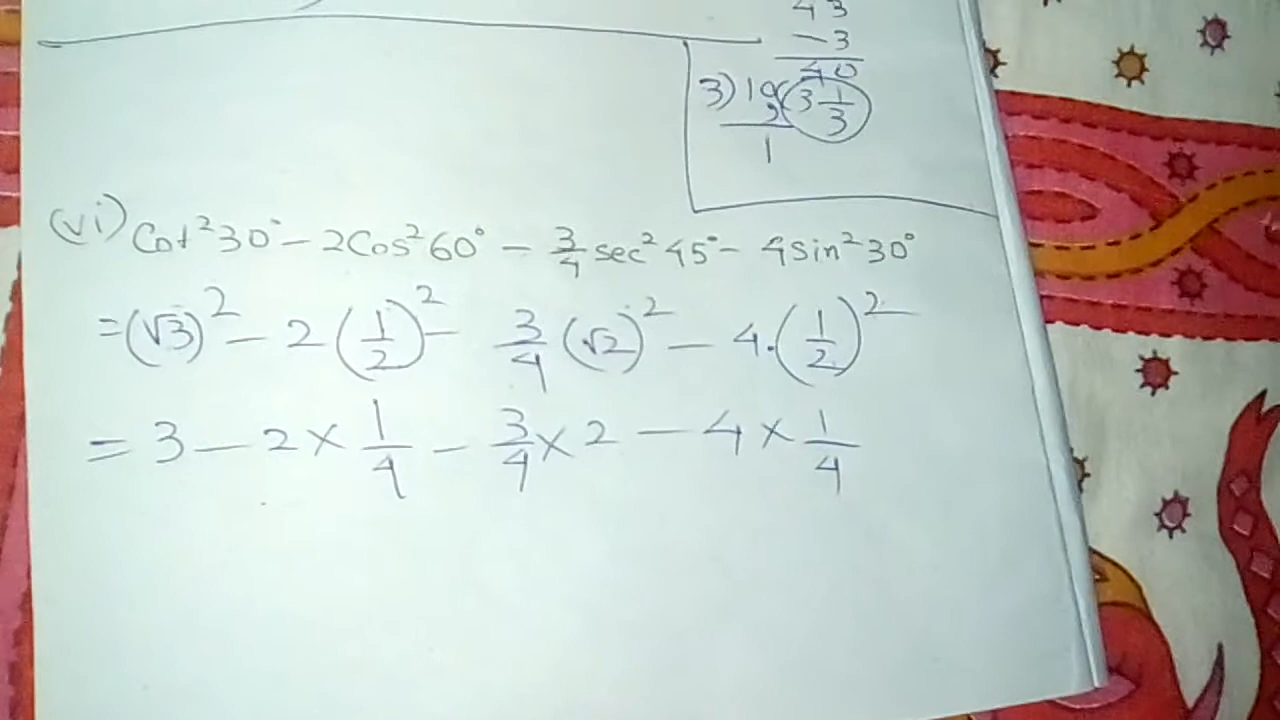 43
-3
40
3) 10 (3 1/3
1
(vi) Cot²30° - 2Cos²60° - 3/4 sec²45° - 4sin²30°
= (√3)² - 2(1/2)² - 3/4 (√2)² - 4.(1/2)²
= 3 - 2 × 1/4 - 3/4 × 2 - 4 × 1/4